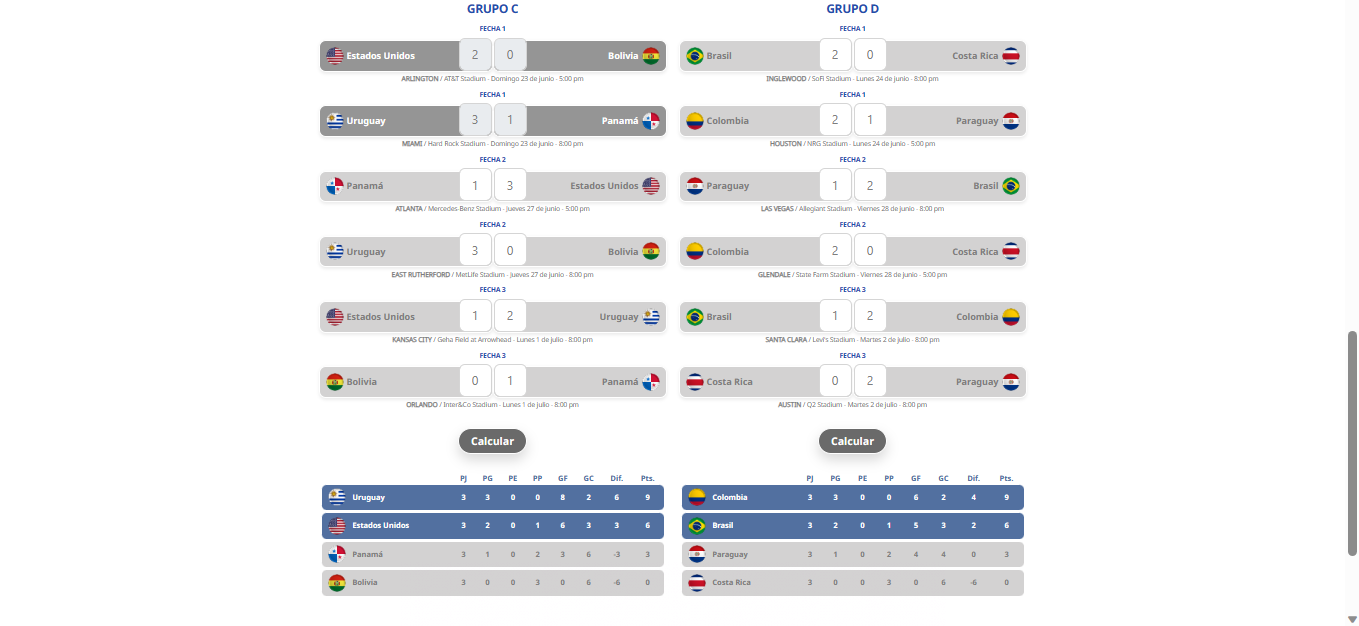 GRUPO C
FECHA 1
Estados Unidos 2 0 Bolivia
ARLINGTON / AT&T Stadium - Domingo 23 de junio - 5:00 pm
FECHA 1
Uruguay 3 1 Panamá
MIAMI / Hard Rock Stadium - Domingo 23 de junio - 8:00 pm
FECHA 2
Panamá 1 3 Estados Unidos
ATLANTA / Mercedes-Benz Stadium - Jueves 27 de junio - 5:00 pm
FECHA 2
Uruguay 3 0 Bolivia
EAST RUTHERFORD / MetLife Stadium - Jueves 27 de junio - 8:00 pm
FECHA 3
Estados Unidos 1 2 Uruguay
KANSAS CITY / Geha Field at Arrowhead - Lunes 1 de julio - 8:00 pm
FECHA 3
Bolivia 0 1 Panamá
ORLANDO / Inter&Co Stadium - Lunes 1 de julio - 8:00 pm
Calcular
PJ PG PE PP GF GC Dif. Pts.
Uruguay 3 3 0 0 8 2 6 9
Estados Unidos 3 2 0 1 6 3 3 6
Panamá 3 1 0 2 3 6 -3 3
Bolivia 3 0 0 3 0 6 -6 0
GRUPO D
FECHA 1
Brasil 2 0 Costa Rica
INGLEWOOD / SoFi Stadium - Lunes 24 de junio - 8:00 pm
FECHA 1
Colombia 2 1 Paraguay
HOUSTON / NRG Stadium - Lunes 24 de junio - 5:00 pm
FECHA 2
Paraguay 1 2 Brasil
LAS VEGAS / Allegiant Stadium - Viernes 28 de junio - 8:00 pm
FECHA 2
Colombia 2 0 Costa Rica
GLENDALE / State Farm Stadium - Viernes 28 de junio - 5:00 pm
FECHA 3
Brasil 1 2 Colombia
SANTA CLARA / Levi's Stadium - Martes 2 de julio - 8:00 pm
FECHA 3
Costa Rica 0 2 Paraguay
AUSTIN / Q2 Stadium - Martes 2 de julio - 8:00 pm
Calcular
PJ PG PE PP GF GC Dif. Pts.
Colombia 3 3 0 0 6 2 4 9
Brasil 3 2 0 1 5 3 2 6
Paraguay 3 1 0 2 4 4 0 3
Costa Rica 3 0 0 3 0 6 -6 0